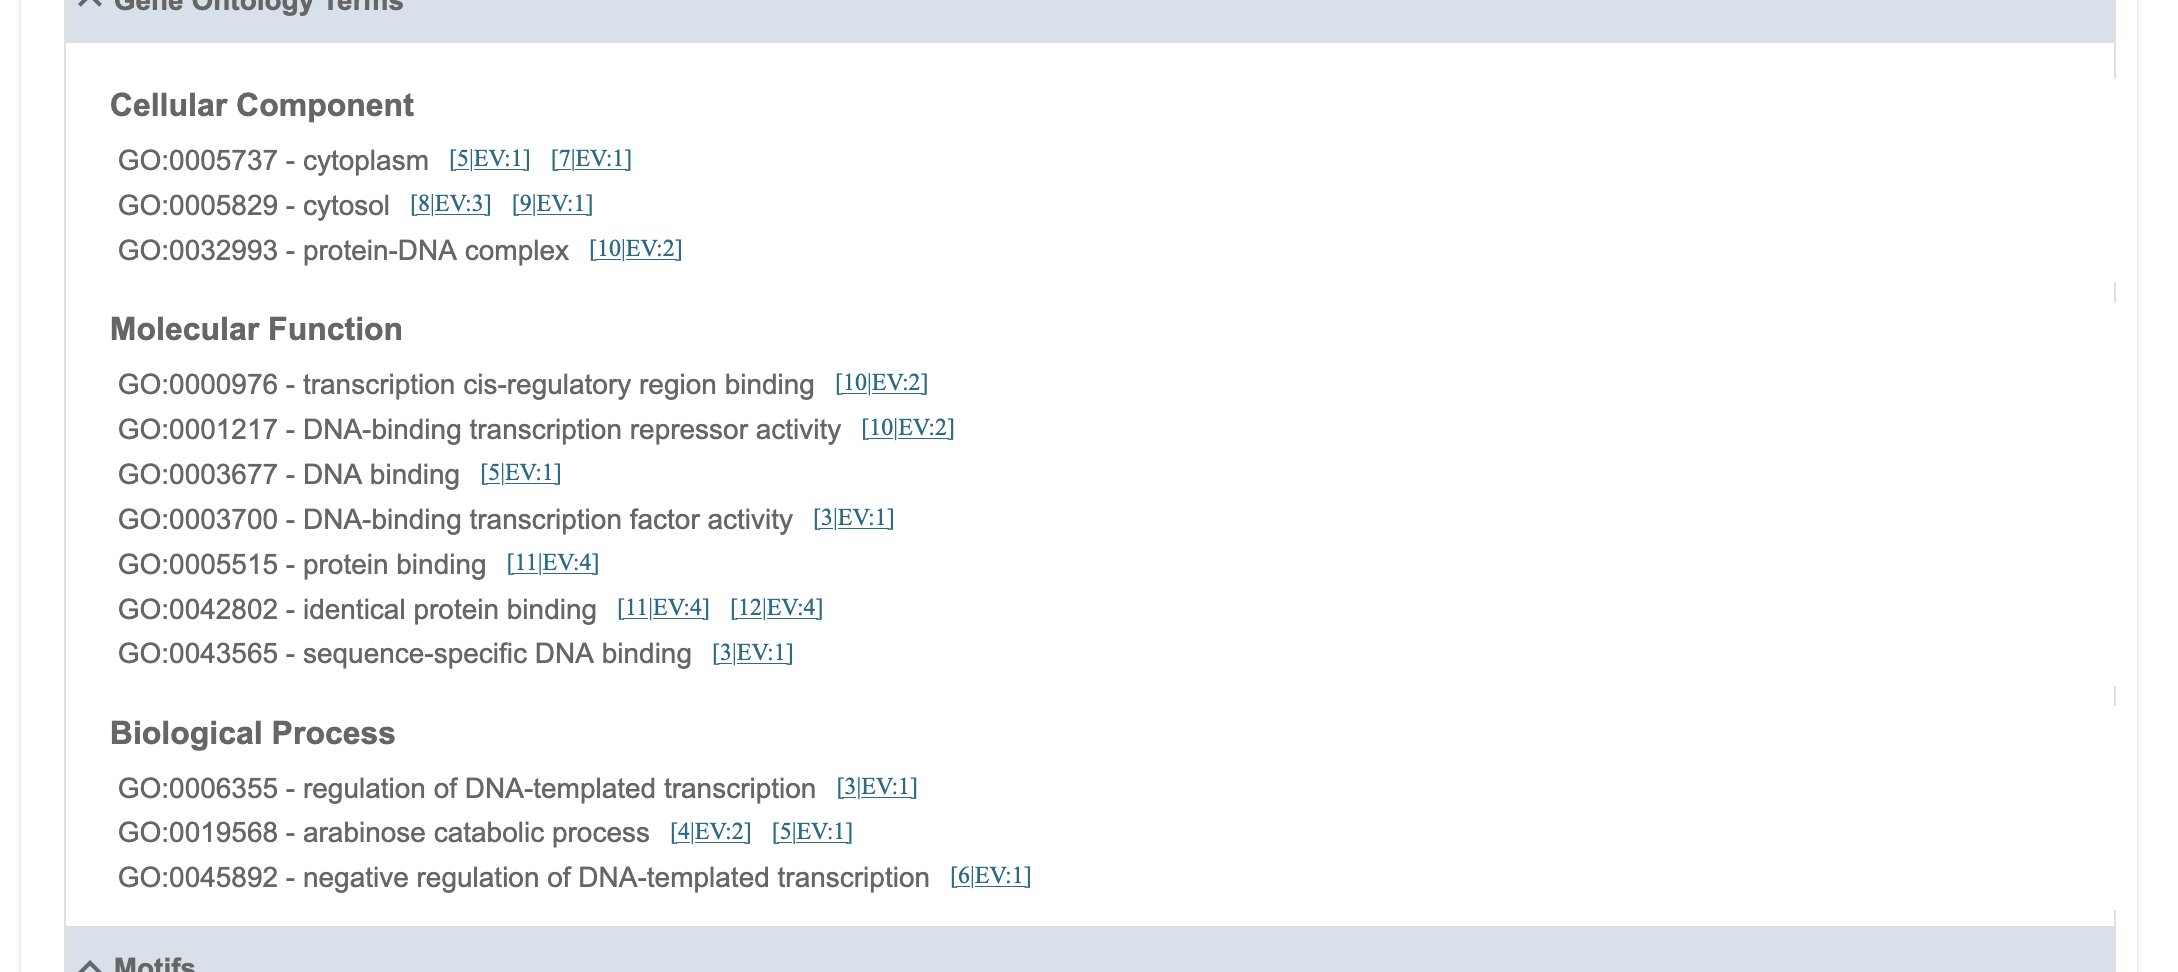 Gene Ontology Terms
Cellular Component
GO:0005737 - cytoplasm [5|EV:1] [7|EV:1]
GO:0005829 - cytosol [8|EV:3] [9|EV:1]
GO:0032993 - protein-DNA complex [10|EV:2]
Molecular Function
GO:0000976 - transcription cis-regulatory region binding [10|EV:2]
GO:0001217 - DNA-binding transcription repressor activity [10|EV:2]
GO:0003677 - DNA binding [5|EV:1]
GO:0003700 - DNA-binding transcription factor activity [3|EV:1]
GO:0005515 - protein binding [11|EV:4]
GO:0042802 - identical protein binding [11|EV:4] [12|EV:4]
GO:0043565 - sequence-specific DNA binding [3|EV:1]
Biological Process
GO:0006355 - regulation of DNA-templated transcription [3|EV:1]
GO:0019568 - arabinose catabolic process [4|EV:2] [5|EV:1]
GO:0045892 - negative regulation of DNA-templated transcription [6|EV:1]
Motifs